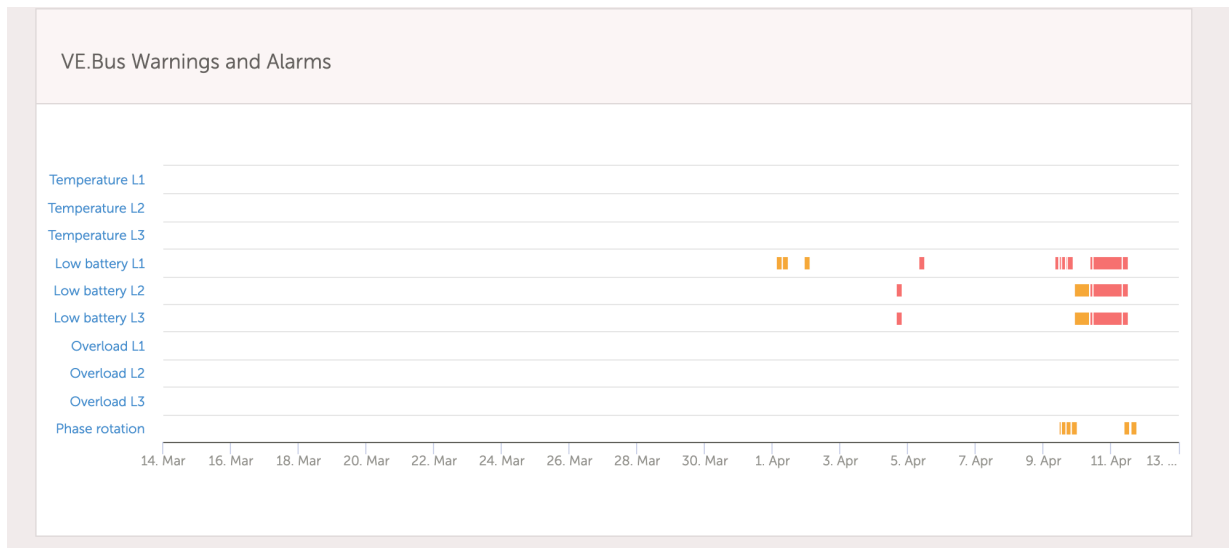 VE.Bus Warnings and Alarms
Temperature L1
Temperature L2
Temperature L3
Low battery L1
Low battery L2
Low battery L3
Overload L1
Overload L2
Overload L3
Phase rotation
14. Mar 16. Mar 18. Mar 20. Mar 22. Mar 24. Mar 26. Mar 28. Mar 30. Mar 1. Apr 3. Apr 5. Apr 7. Apr 9. Apr 11. Apr 13. ...